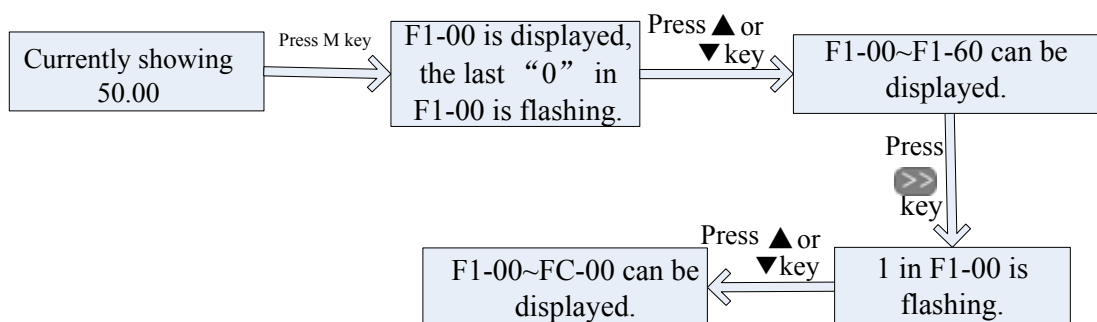 Currently showing
50.00
Press M key
F1-00 is displayed,
the last “0” in
F1-00 is flashing.
Press ▲ or
▼ key
F1-00~F1-60 can be
displayed.
Press
>>
key
1 in F1-00 is
flashing.
Press ▲ or
▼key
F1-00~FC-00 can be
displayed.